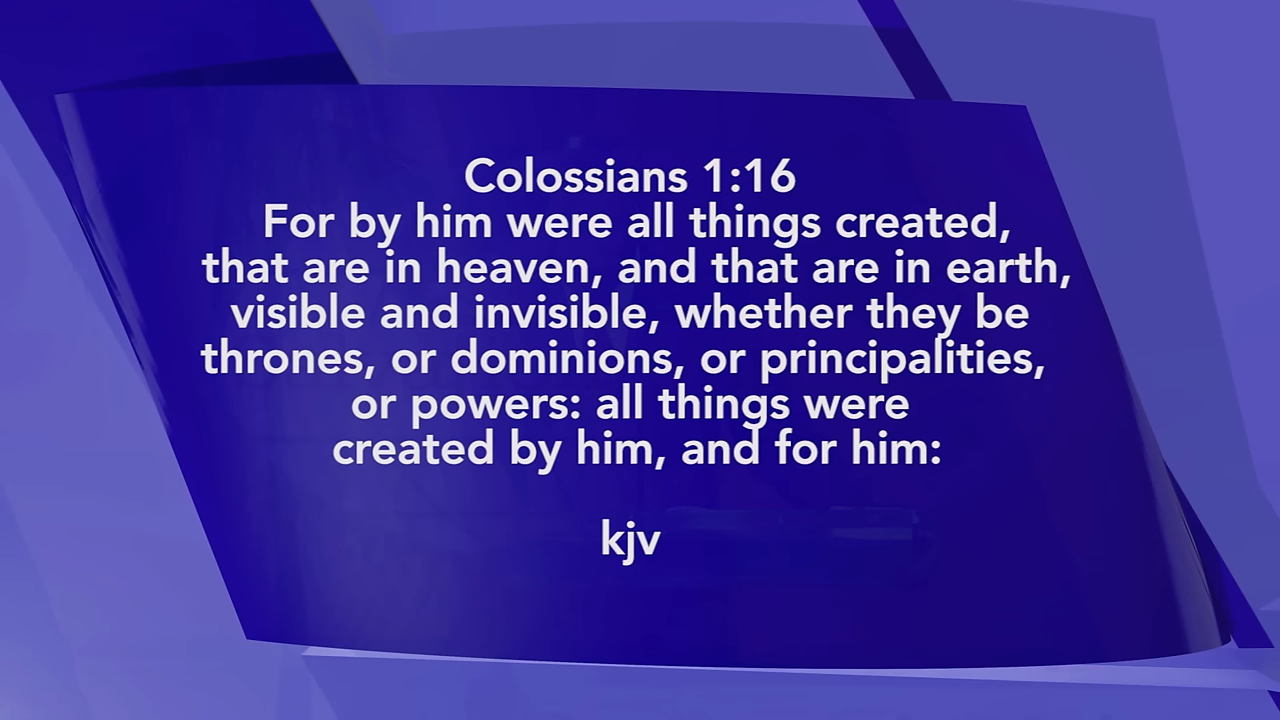 Colossians 1:16
For by him were all things created,
that are in heaven, and that are in earth,
visible and invisible, whether they be
thrones, or dominions, or principalities,
or powers: all things were
created by him, and for him:
kjv